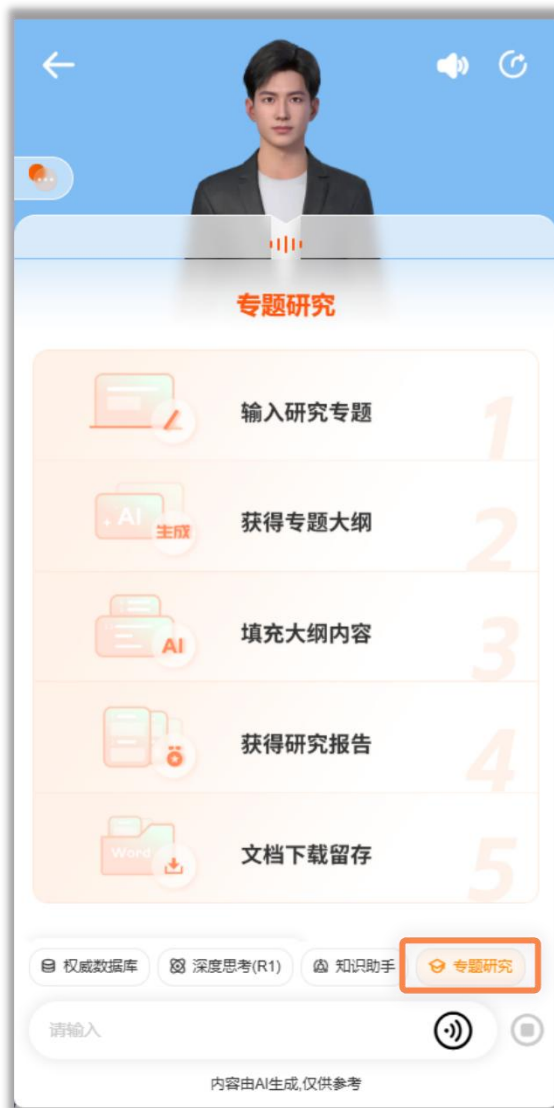 专题研究
输入研究专题
1
AI
生成
获得专题大纲
2
AI
填充大纲内容
3
获得研究报告
4
Word
文档下载留存
5
权威数据库 深度思考(R1) 知识助手 专题研究
请输入
内容由AI生成,仅供参考